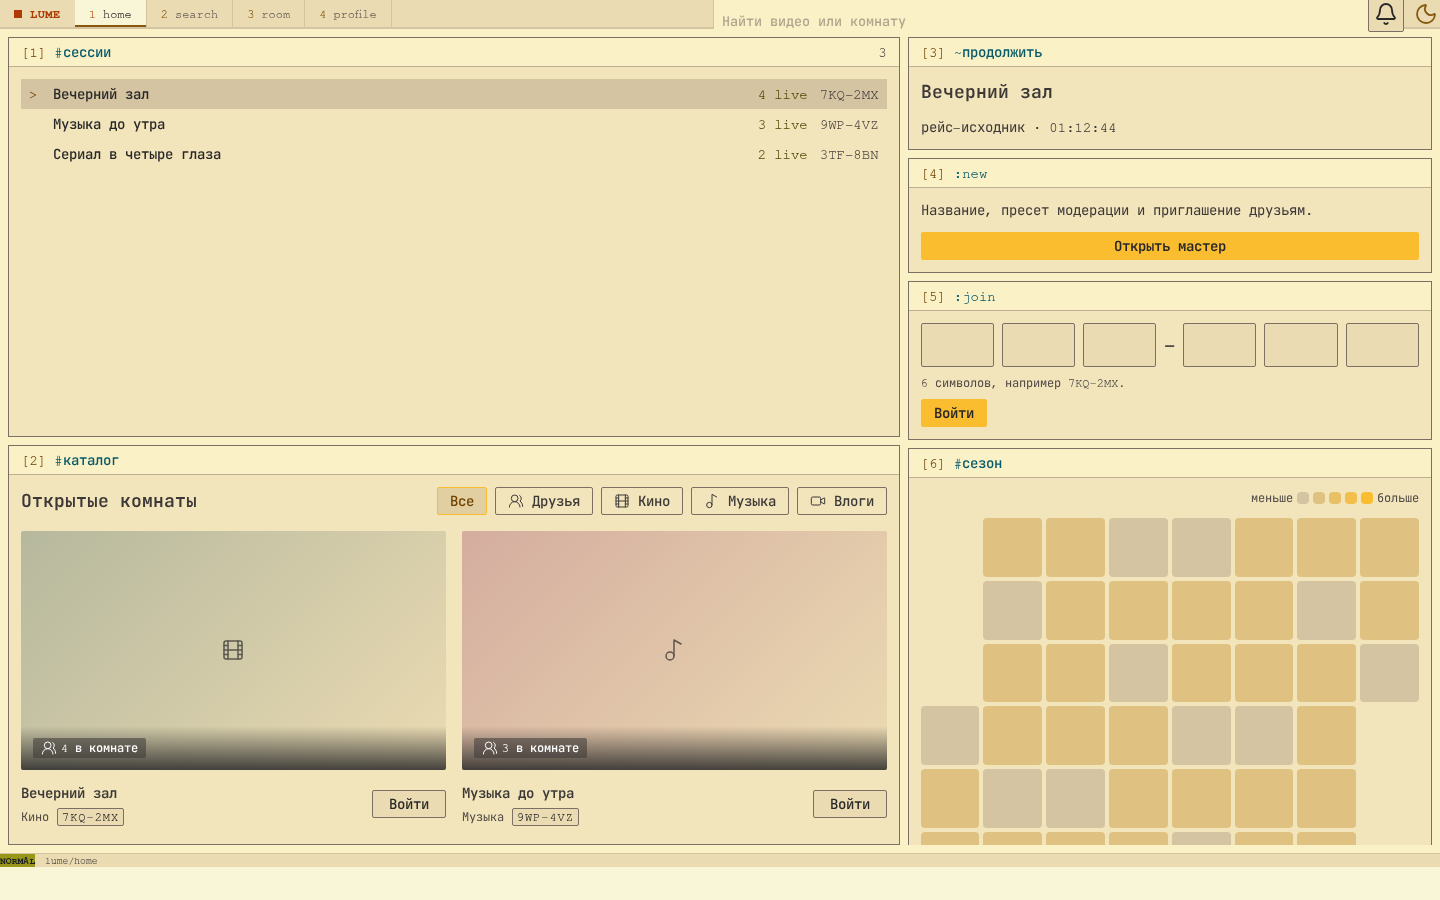 LUME 1 home 2 search 3 room 4 profile Найти видео или комнату
[1] #сессии 3
> Вечерний зал 4 live 7KQ-2MX
Музыка до утра 3 live 9WP-4VZ
Сериал в четыре глаза 2 live 3TF-8BN
[2] #каталог
Открытые комнаты Все Друзья Кино Музыка Влоги
4 в комнате 3 в комнате
Вечерний зал Войти Музыка до утра Войти
Кино 7KQ-2MX Музыка 9WP-4VZ
[3] ~продолжить
Вечерний зал
рейс-исходник · 01:12:44
[4] :new
Название, пресет модерации и приглашение друзьям.
Открыть мастер
[5] :join
—
6 символов, например 7KQ-2MX.
Войти
[6] #сезон
меньше больше
NORMAL lume/home